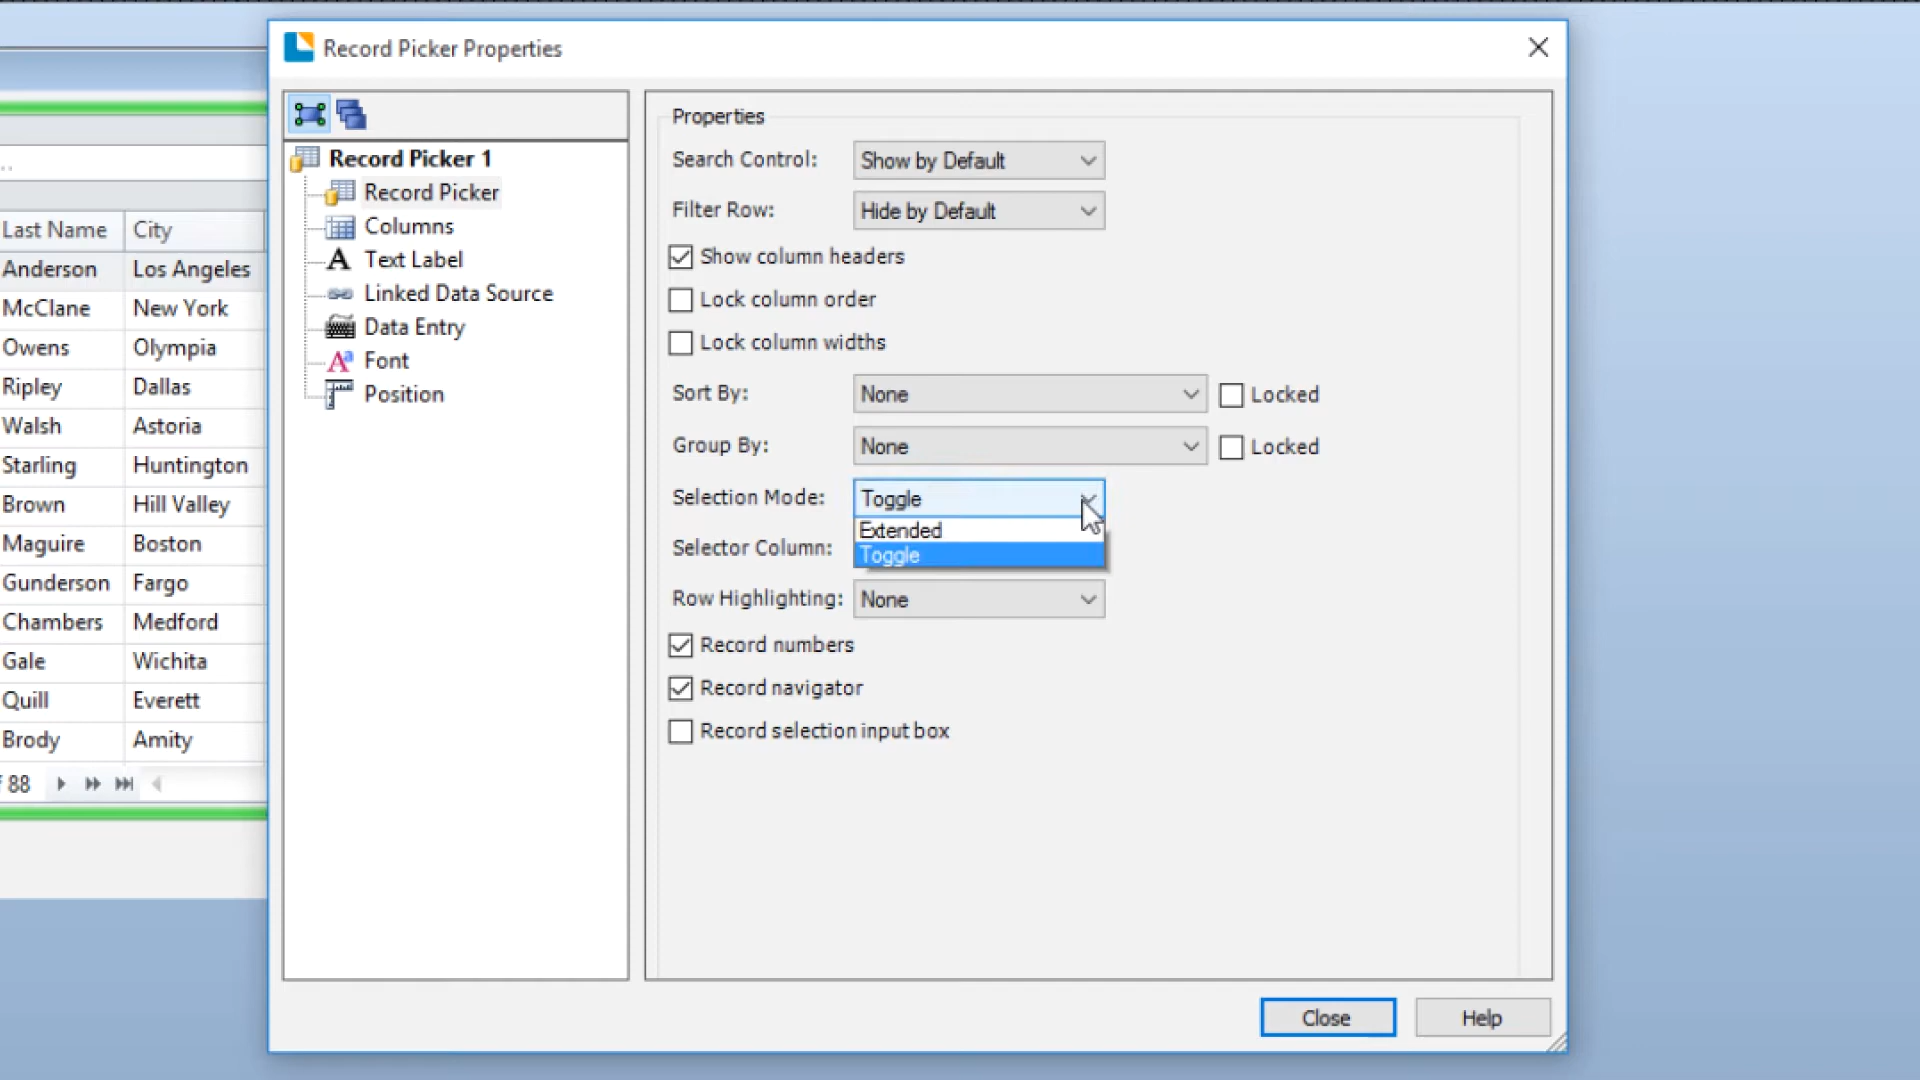 Record Picker Properties
Record Picker 1
Record Picker
Columns
Text Label
Linked Data Source
Data Entry
Font
Position
Properties
Search Control: Show by Default
Filter Row: Hide by Default
Show column headers
Lock column order
Lock column widths
Sort By: None Locked
Group By: None Locked
Selection Mode: Toggle
Extended
Toggle
Selector Column:
Row Highlighting: None
Record numbers
Record navigator
Record selection input box
Close Help
Last Name City
Anderson Los Angeles
McClane New York
Owens Olympia
Ripley Dallas
Walsh Astoria
Starling Huntington
Brown Hill Valley
Maguire Boston
Gunderson Fargo
Chambers Medford
Gale Wichita
Quill Everett
Brody Amity
88